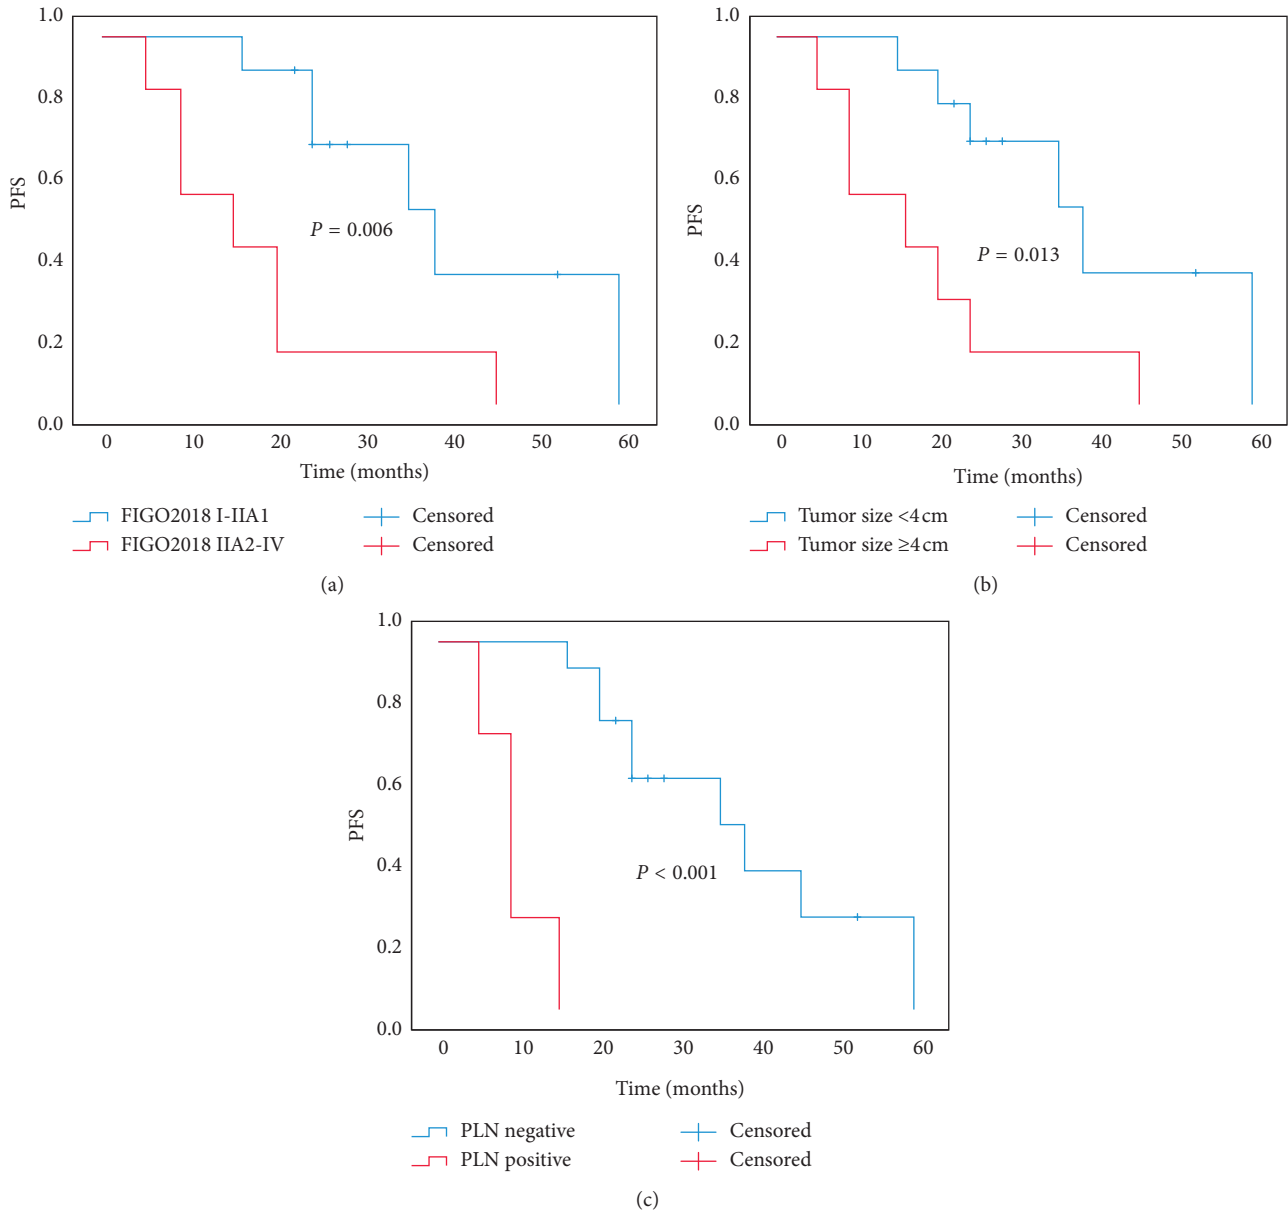 1.0
0.8
0.6
0.4
0.2
0.0
PFS
P = 0.006
0 10 20 30 40 50 60
Time (months)
FIGO2018 I-IIA1 Censored
FIGO2018 IIA2-IV Censored
(a)
1.0
0.8
0.6
0.4
0.2
0.0
PFS
P = 0.013
0 10 20 30 40 50 60
Time (months)
Tumor size <4 cm Censored
Tumor size ≥4 cm Censored
(b)
1.0
0.8
0.6
0.4
0.2
0.0
PFS
P < 0.001
0 10 20 30 40 50 60
Time (months)
PLN negative Censored
PLN positive Censored
(c)